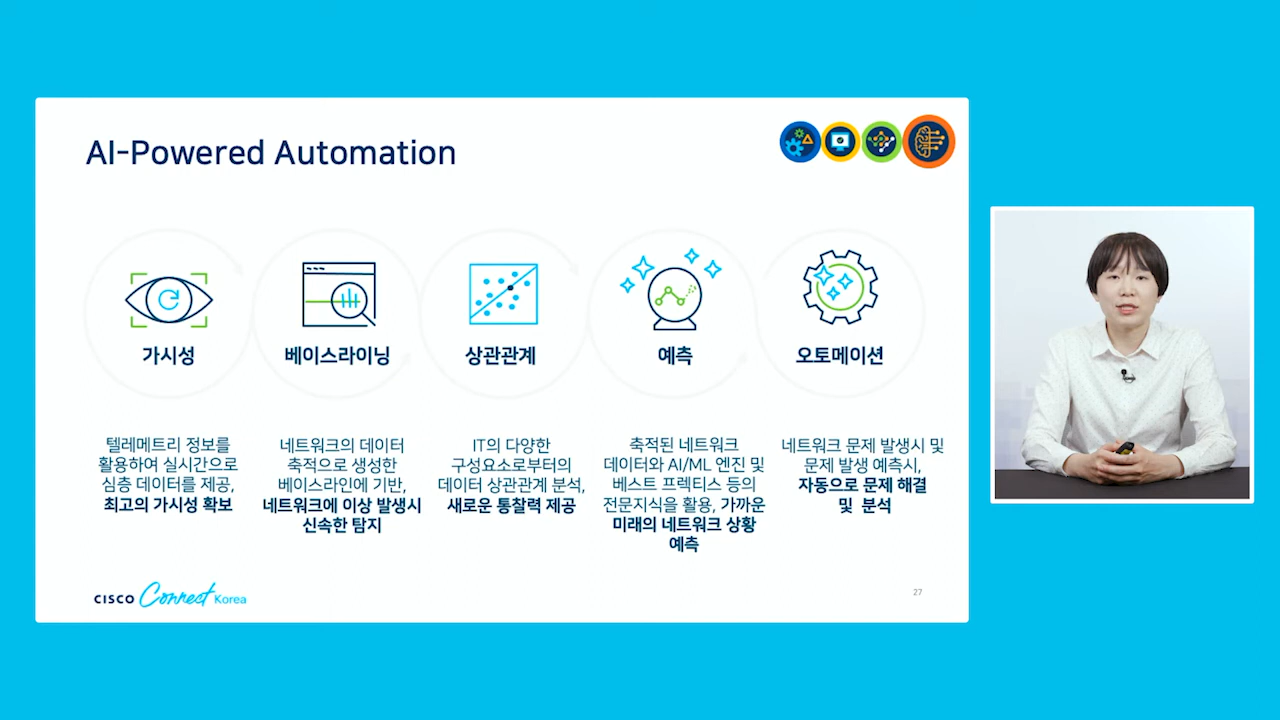 AI-Powered Automation
가시성
텔레메트리 정보를
활용하여 실시간으로
심층 데이터를 제공,
최고의 가시성 확보
베이스라이닝
네트워크의 데이터
축적으로 생성한
베이스라인에 기반,
네트워크에 이상 발생시
신속한 탐지
상관관계
IT의 다양한
구성요소로부터의
데이터 상관관계 분석,
새로운 통찰력 제공
예측
축적된 네트워크
데이터와 AI/ML 엔진 및
베스트 프렉티스 등의
전문지식을 활용, 가까운
미래의 네트워크 상황
예측
오토메이션
네트워크 문제 발생시 및
문제 발생 예측시,
자동으로 문제 해결
및 분석
CISCO Connect Korea
27